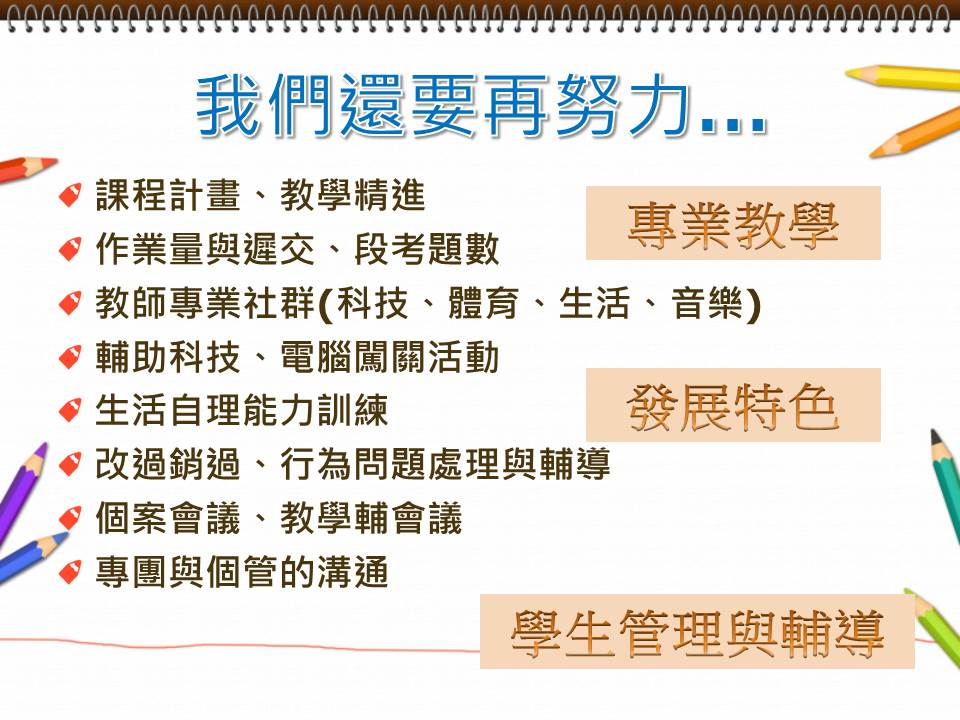 我們還要再努力...
課程計畫、教學精進
專業教學
作業量與遲交、段考題數
教師專業社群(科技、體育、生活、音樂)
輔助科技、電腦闖關活動
發展特色
生活自理能力訓練
改過銷過、行為問題處理與輔導
個案會議、教學輔會議
專團與個管的溝通
學生管理與輔導